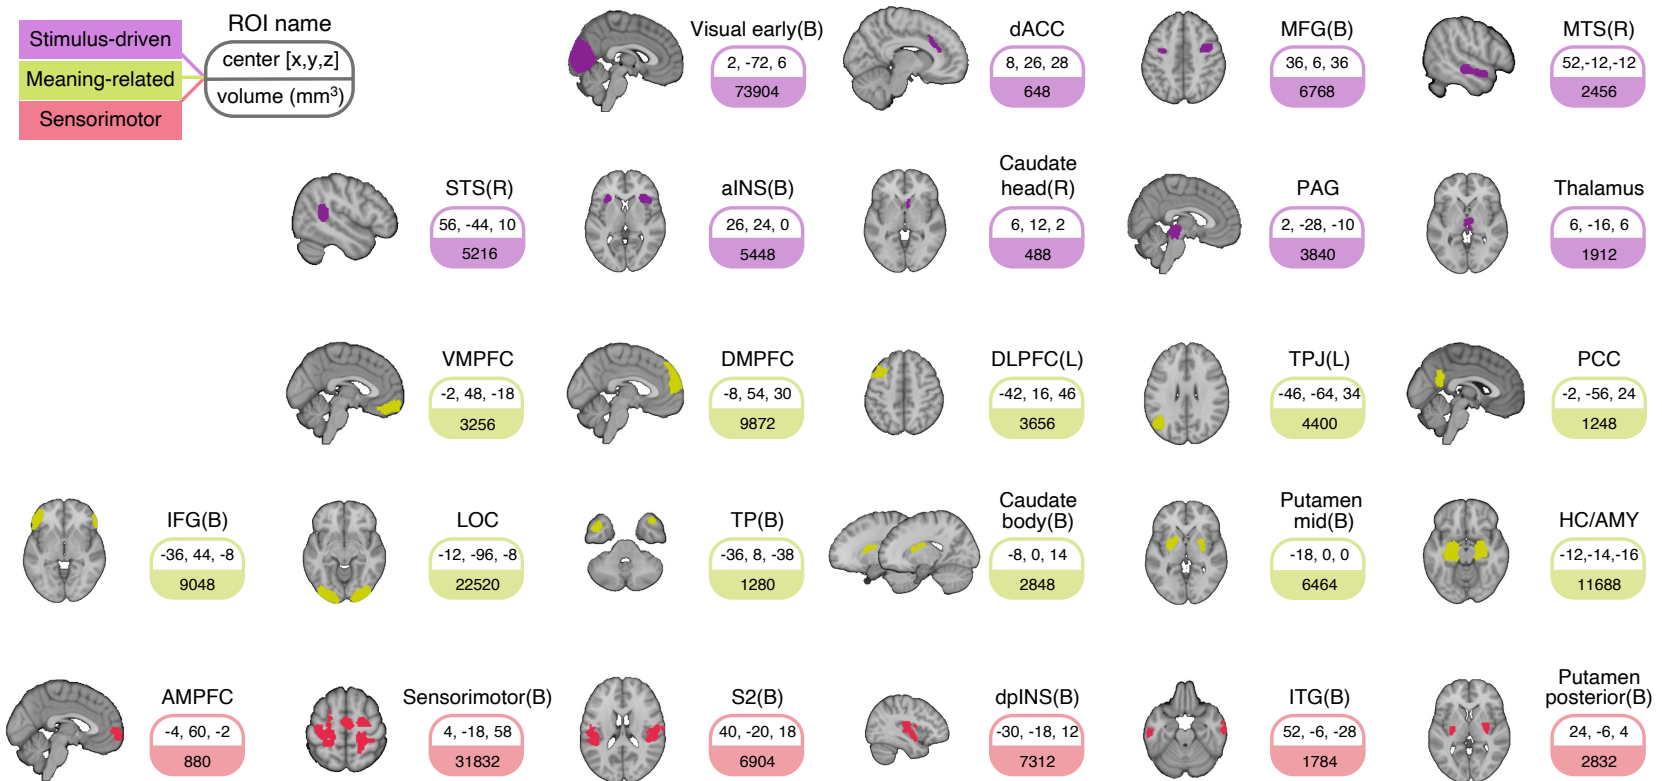 Stimulus-driven
Meaning-related
Sensorimotor
ROI name
center [x,y,z]
volume (mm³)
Visual early(B)
2, -72, 6
73904
dACC
8, 26, 28
648
MFG(B)
36, 6, 36
6768
MTS(R)
52,-12,-12
2456
STS(R)
56, -44, 10
5216
aINS(B)
26, 24, 0
5448
Caudate
head(R)
6, 12, 2
488
PAG
2, -28, -10
3840
Thalamus
6, -16, 6
1912
VMPFC
-2, 48, -18
3256
DMPFC
-8, 54, 30
9872
DLPFC(L)
-42, 16, 46
3656
TPJ(L)
-46, -64, 34
4400
PCC
-2, -56, 24
1248
IFG(B)
-36, 44, -8
9048
LOC
-12, -96, -8
22520
TP(B)
-36, 8, -38
1280
Caudate
body(B)
-8, 0, 14
2848
Putamen
mid(B)
-18, 0, 0
6464
HC/AMY
-12,-14,-16
11688
AMPFC
-4, 60, -2
880
Sensorimotor(B)
4, -18, 58
31832
S2(B)
40, -20, 18
6904
dpINS(B)
-30, -18, 12
7312
ITG(B)
52, -6, -28
1784
Putamen
posterior(B)
24, -6, 4
2832